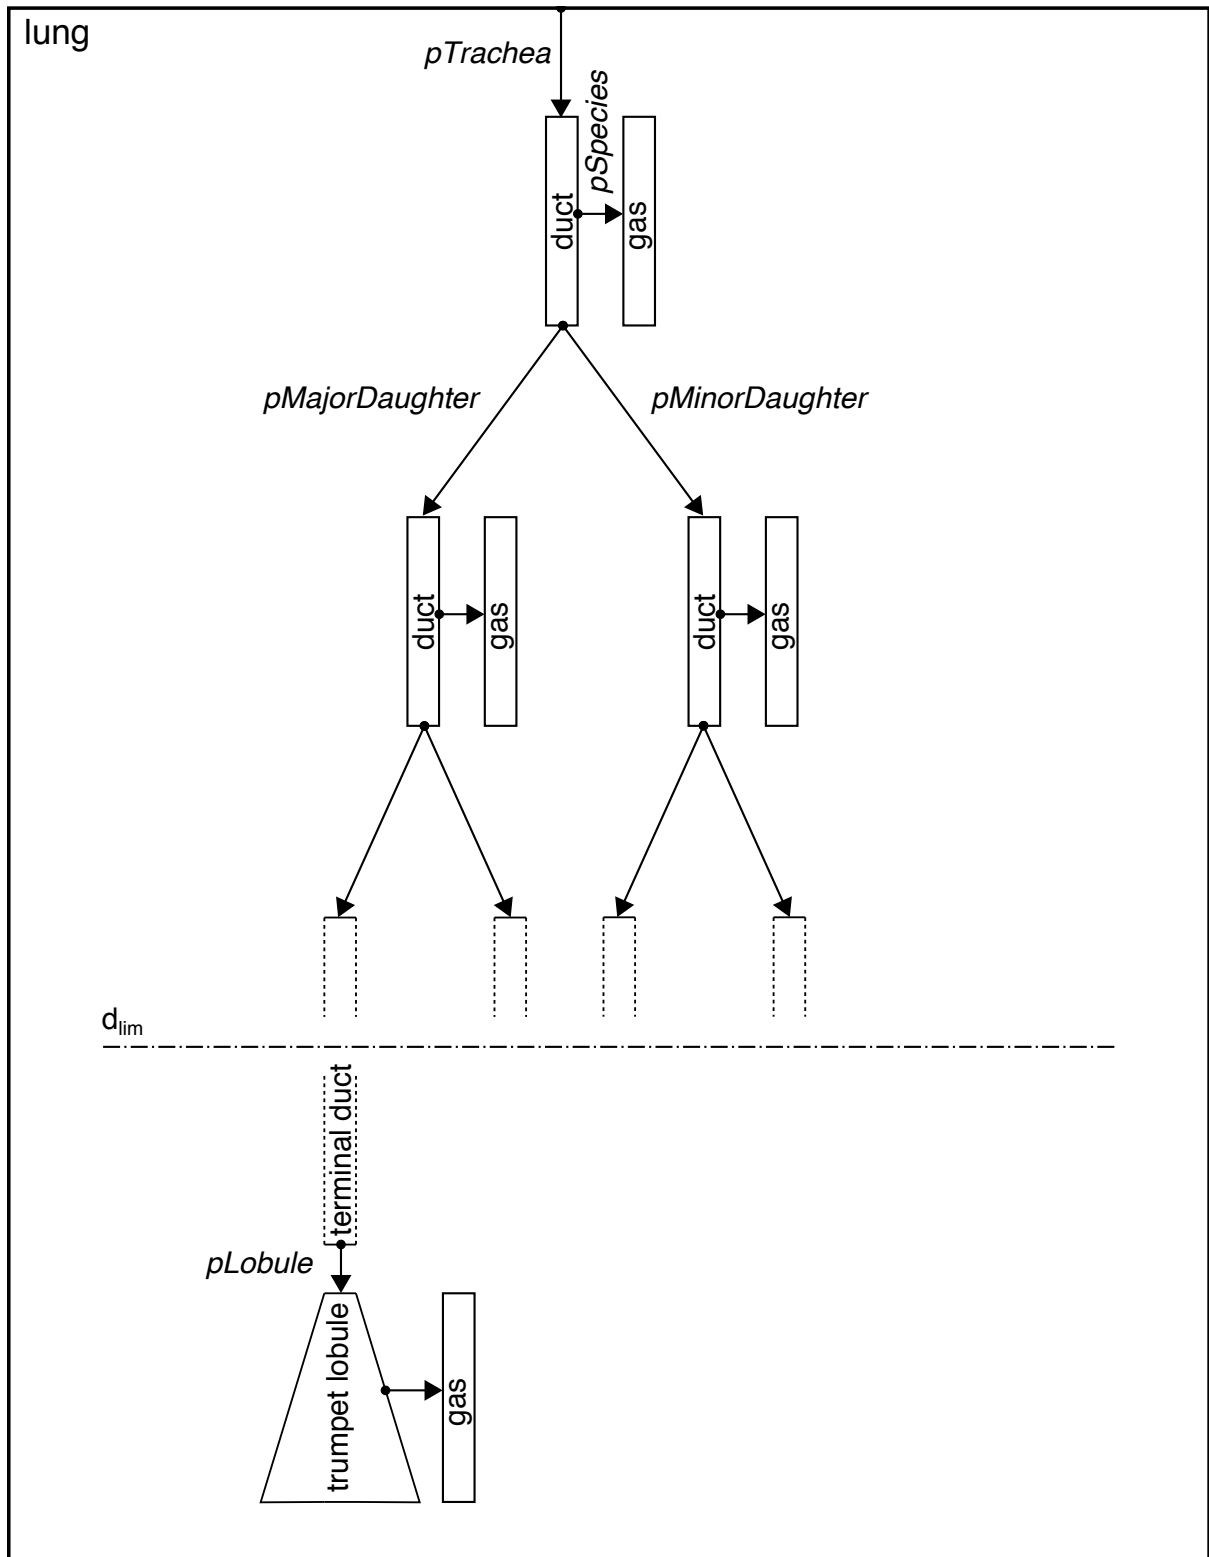 lung
pTrachea
pSpecies
duct
gas
pMajorDaughter
pMinorDaughter
duct
gas
duct
gas
dlim
terminal duct
pLobule
trumpet lobule
gas